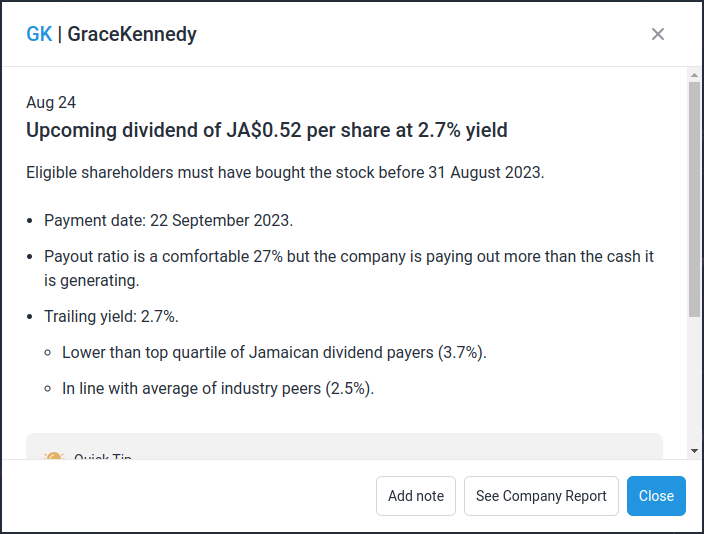 GK | GraceKennedy
Aug 24
Upcoming dividend of JA$0.52 per share at 2.7% yield
Eligible shareholders must have bought the stock before 31 August 2023.
Payment date: 22 September 2023.
Payout ratio is a comfortable 27% but the company is paying out more than the cash it
is generating.
Trailing yield: 2.7%.
Lower than top quartile of Jamaican dividend payers (3.7%).
In line with average of industry peers (2.5%).
Quick Tip
Add note
See Company Report
Close